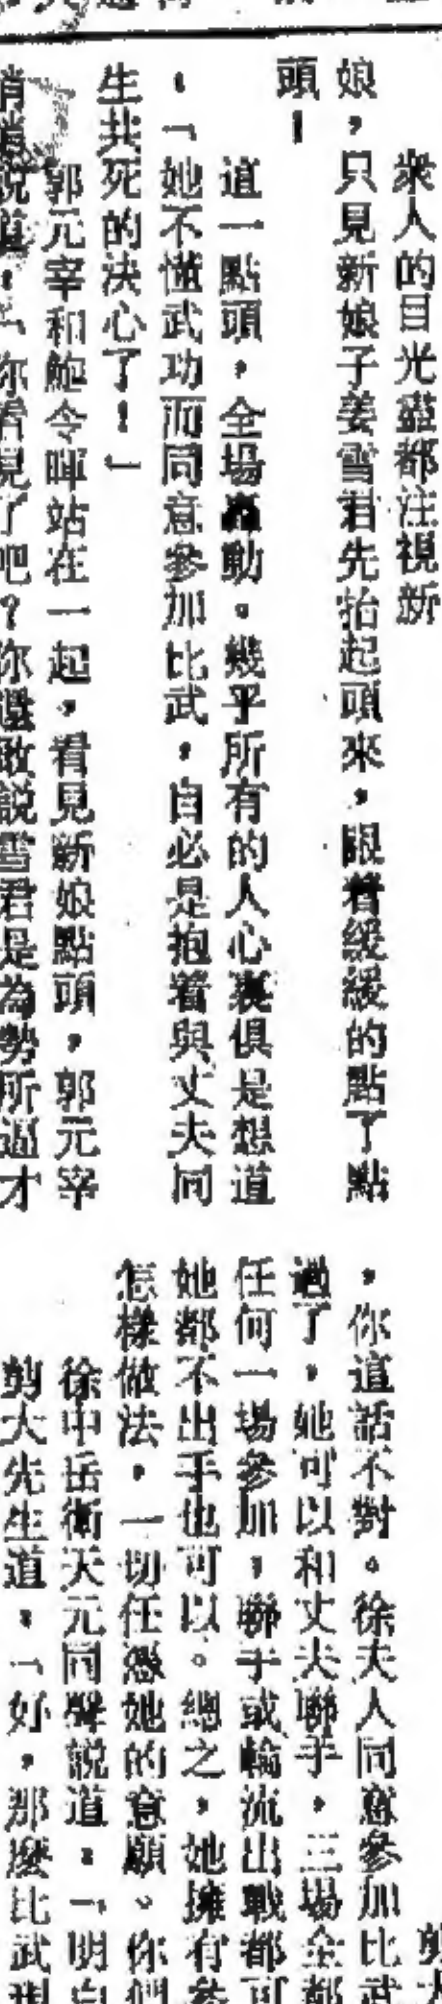 衆人的目光盡都注視新
娘，只見新娘子姜雪君先抬起頭來，跟着緩緩的點了點
頭！
這一點頭，全場轟動。幾乎所有的人心裏俱是想道
：「她不懂武功而同意參加比武，自必是抱着與丈夫同
生共死的決心了！」
郭元宰和鮑令暉站在一起，看見新娘點頭，郭元宰
悄悄說道：「你看見了吧？你還敢說雪君是為勢所逼才
，你這話不對。徐夫人同意參加比武
過了，她可以和丈夫聯手，三場全都
任何一場參加，聯手或輪流出戰都可
她都不出手也可以。總之，她擁有參
怎樣做法，一切任憑她的意願。你們
徐中岳衛天元同聲說道：「明白
剪大先生道：「好，那麼比武現